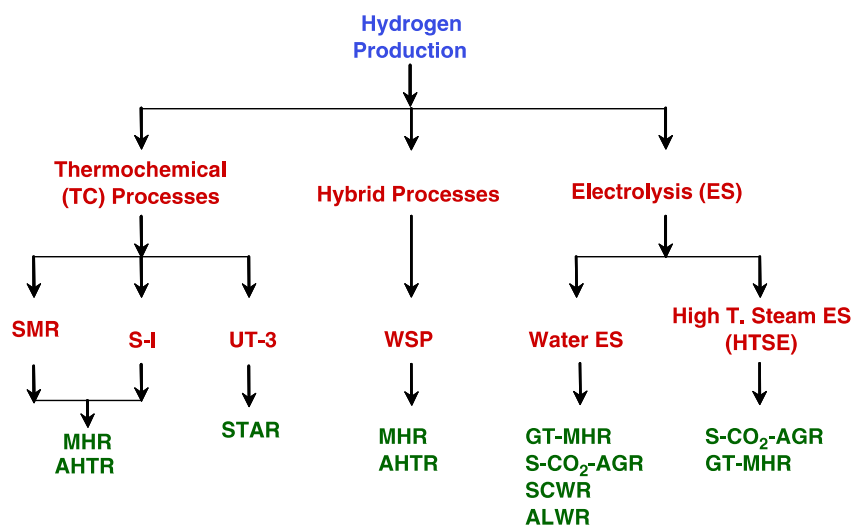 Hydrogen
Production
Thermochemical
(TC) Processes
Hybrid Processes
Electrolysis (ES)
SMR
S-I
UT-3
WSP
Water ES
High T. Steam ES
(HTSE)
MHR
AHTR
STAR
MHR
AHTR
GT-MHR
S-CO₂-AGR
SCWR
ALWR
S-CO₂-AGR
GT-MHR